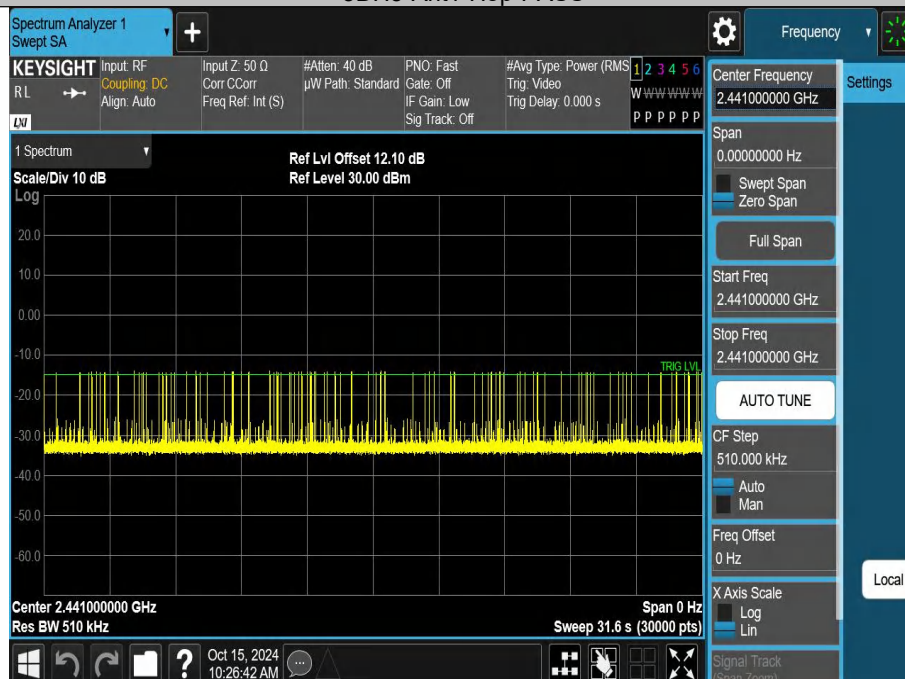 Spectrum Analyzer 1
Swept SA
Frequency
KEYSIGHT
RL
LXI
Input: RF
Coupling: DC
Align: Auto
Input Z: 50 Ω
Corr CCorr
Freq Ref: Int (S)
#Atten: 40 dB
µW Path: Standard
PNO: Fast
Gate: Off
IF Gain: Low
Sig Track: Off
#Avg Type: Power (RMS
Trig: Video
Trig Delay: 0.000 s
1 2 3 4 5 6
W W W W W W
P P P P P P
1 Spectrum
Scale/Div 10 dB
Ref Lvl Offset 12.10 dB
Ref Level 30.00 dBm
Log
20.0
10.0
0.00
-10.0
TRIG LVL
-20.0
-30.0
-40.0
-50.0
-60.0
Center 2.441000000 GHz
Res BW 510 kHz
Span 0 Hz
Sweep 31.6 s (30000 pts)
Oct 15, 2024
10:26:42 AM
Center Frequency
2.441000000 GHz
Span
0.00000000 Hz
Swept Span
Zero Span
Full Span
Start Freq
2.441000000 GHz
Stop Freq
2.441000000 GHz
AUTO TUNE
CF Step
510.000 kHz
Auto
Man
Freq Offset
0 Hz
X Axis Scale
Log
Lin
Signal Track
(Span Zoom)
Settings
Local